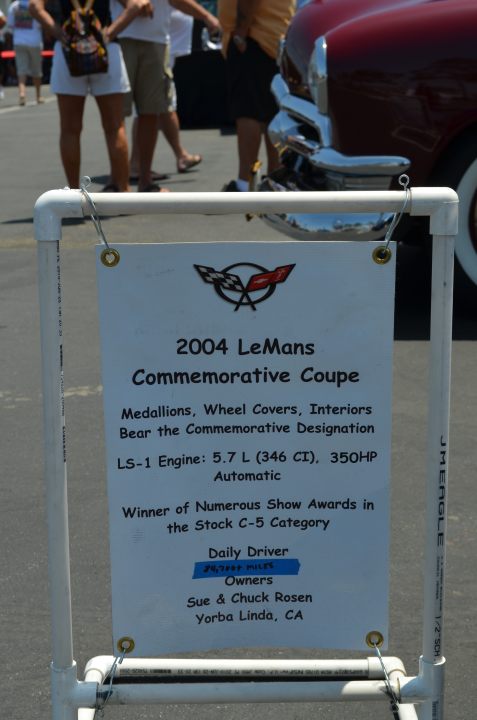 2004 LeMans
Commemorative Coupe
Medallions, Wheel Covers, Interiors
Bear the Commemorative Designation
LS-1 Engine: 5.7 L (346 CI), 350HP
Automatic
Winner of Numerous Show Awards in
the Stock C-5 Category
Daily Driver
MILES
Owners
Sue & Chuck Rosen
Yorba Linda, CA
JM EAGLE